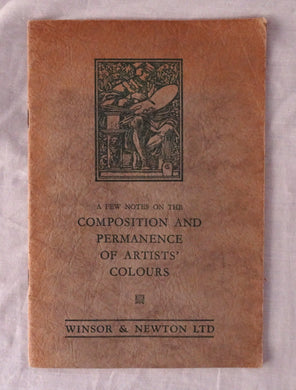 A FEW NOTES ON THE
COMPOSITION AND
PERMANENCE
OF ARTISTS'
COLOURS
WINSOR & NEWTON LTD